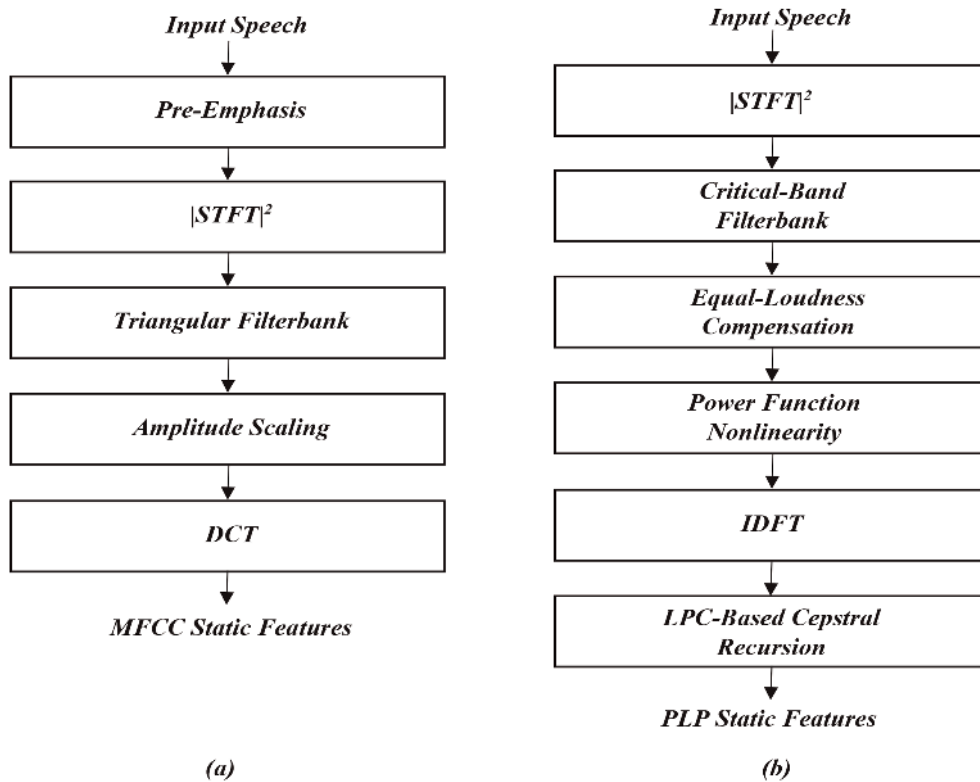 Input Speech
Pre-Emphasis
|STFT|²
Triangular Filterbank
Amplitude Scaling
DCT
MFCC Static Features
(a)
Input Speech
|STFT|²
Critical-Band
Filterbank
Equal-Loudness
Compensation
Power Function
Nonlinearity
IDFT
LPC-Based Cepstral
Recursion
PLP Static Features
(b)